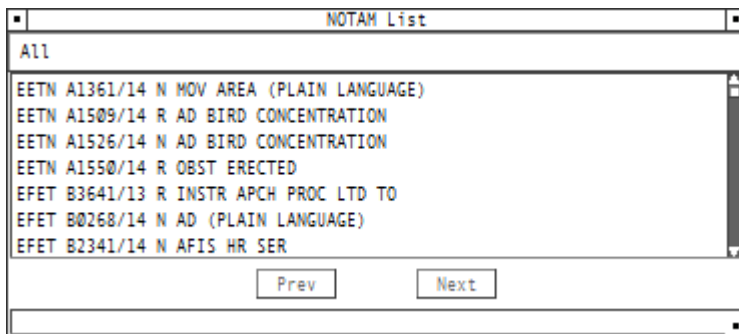 NOTAM List
All
EETN A1361/14 N MOV AREA (PLAIN LANGUAGE)
EETN A1509/14 R AD BIRD CONCENTRATION
EETN A1526/14 N AD BIRD CONCENTRATION
EETN A1550/14 R OBST ERECTED
EFET B3641/13 R INSTR APCH PROC LTD TO
EFET B0268/14 N AD (PLAIN LANGUAGE)
EFET B2341/14 N AFIS HR SER
Prev Next